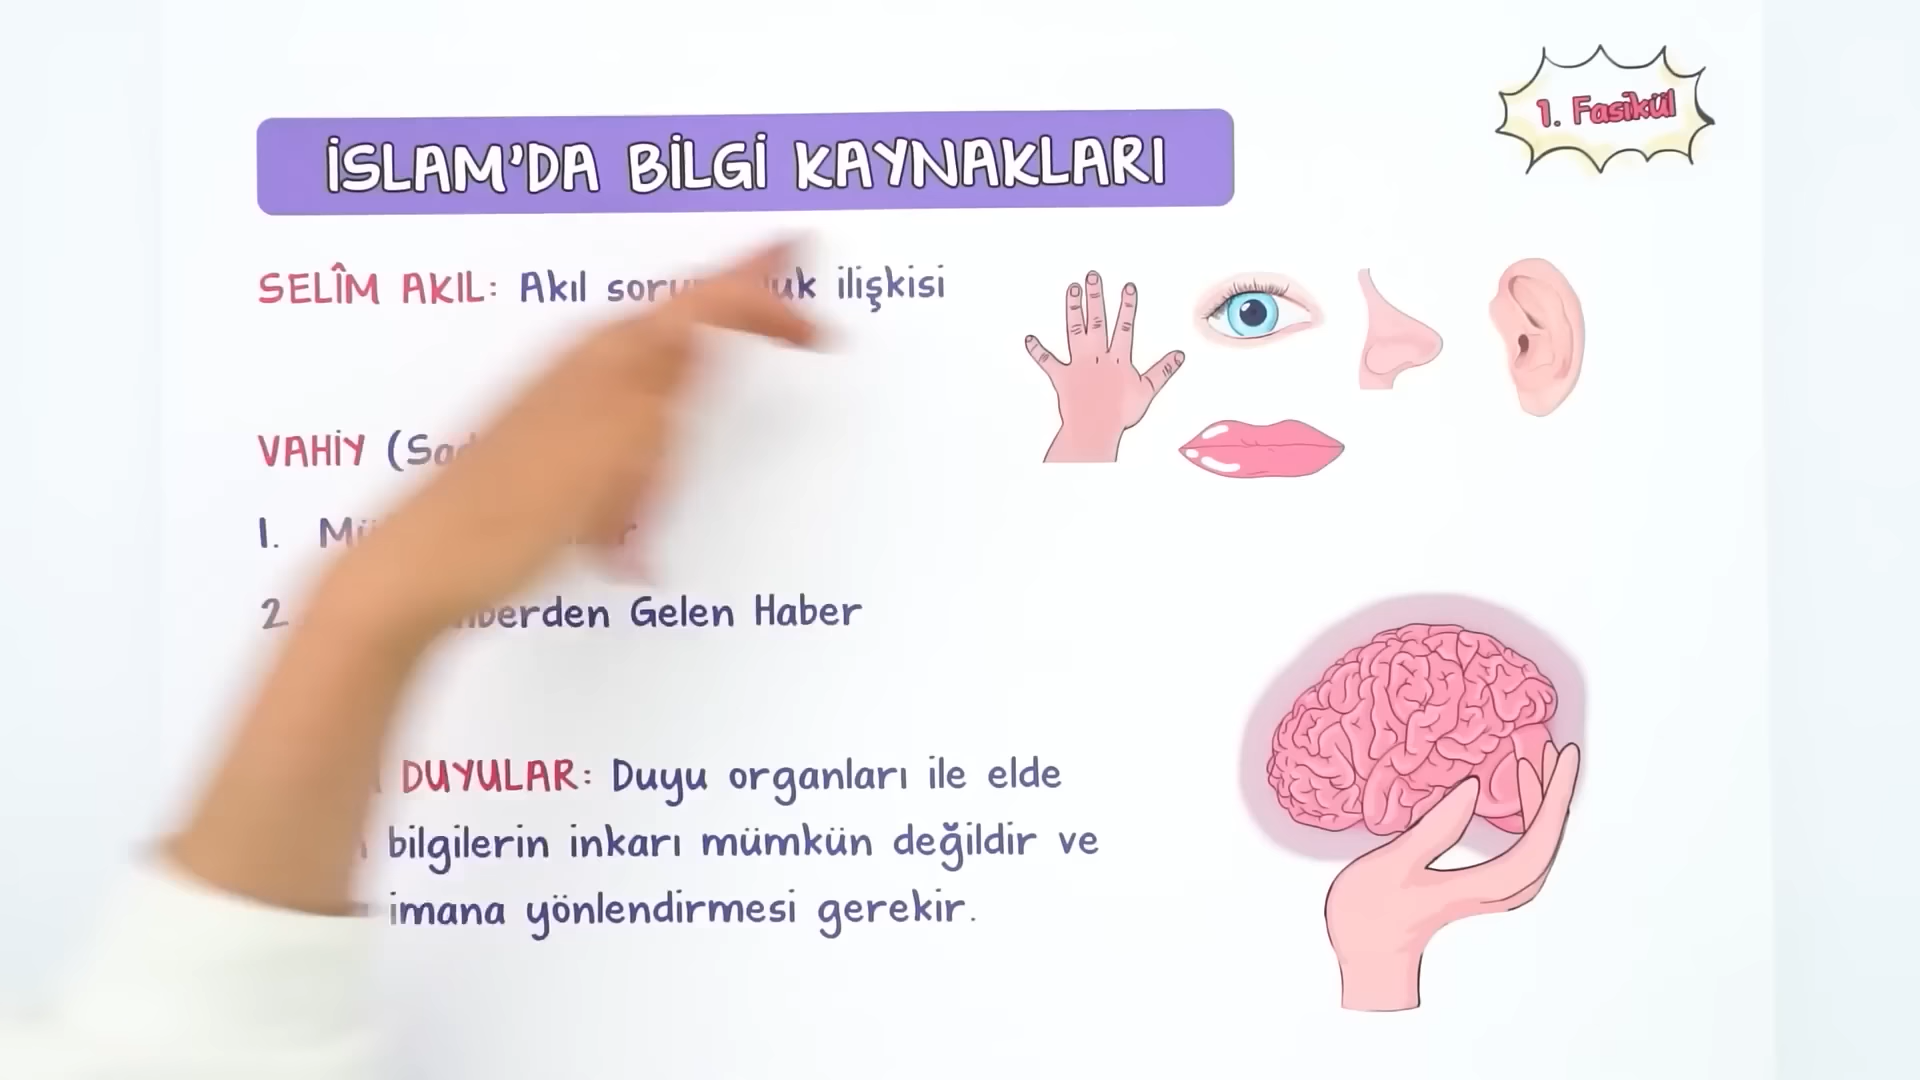 1. Fasikül
İSLAM'DA BİLGİ KAYNAKLARI
SELÎM AKIL: Akıl ilişkisi
VAHİY
1.
2
Gelen Haber
DUYULAR: Duyu organları ile elde
bilgilerin inkarı mümkün değildir ve
imana yönlendirmesi gerekir.